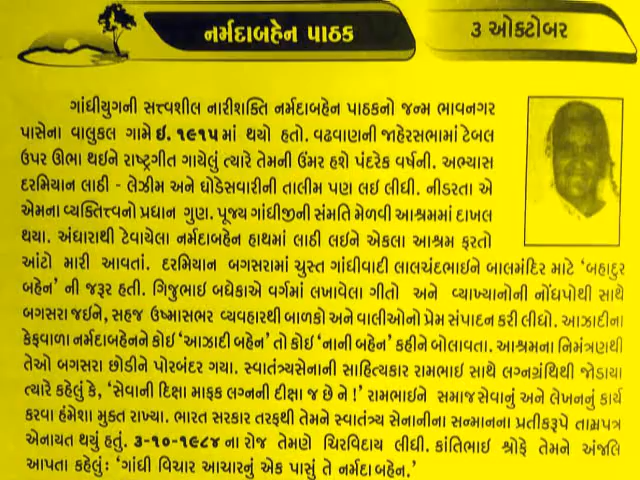 નર્મદાબહેન પાઠક
૩ ઓક્ટોબર
ગાંધીયુગની સત્ત્વશીલ નારીશક્તિ નર્મદાબહેન પાઠકનો જન્મ ભાવનગર
પાસેના વાલુકલ ગામે ઇ. ૧૯૧૫માં થયો હતો. વઢવાણની જાહેરસભામાં ટેબલ
ઉપર ઊભા થઇને રાષ્ટ્રગીત ગાયેલું ત્યારે તેમની ઉંમર હશે પંદરેક વર્ષની. અભ્યાસ
દરમિયાન લાઠી - લેઝીમ અને ઘોડેસવારીની તાલીમ પણ લઇ લીધી. નીડરતા એ
એમના વ્યક્તિત્ત્વનો પ્રધાન ગુણ. પૂજ્ય ગાંધીજીની સંમતિ મેળવી આશ્રમમાં દાખલ
થયા. અંધારાથી ટેવાયેલા નર્મદાબહેન હાથમાં લાઠી લઇને એકલા આશ્રમ ફરતો
આંટો મારી આવતાં. દરમિયાન બગસરામાં ચુસ્ત ગાંધીવાદી લાલચંદભાઇને બાલમંદિર માટે ‘બહાદુર
બહેન’ ની જરૂર હતી. ગિજુભાઇ બધેકાએ વર્ગમાં લખાવેલા ગીતો અને વ્યાખ્યાનોની નોંધપોથી સાથે
બગસરા જઇને, સહજ ઉષ્માસભર વ્યવહારથી બાળકો અને વાલીઓનો પ્રેમ સંપાદન કરી લીધો. આઝાદીના
કેફવાળા નર્મદાબહેનને કોઇ ‘આઝાદી બહેન’ તો કોઇ ‘નાની બહેન’ કહીને બોલાવતા. આશ્રમના નિમંત્રણથી
તેઓ બગસરા છોડીને પોરબંદર ગયા. સ્વાતંત્ર્યસેનાની સાહિત્યકાર રામભાઇ સાથે લગ્નગ્રંથિથી જોડાયા
ત્યારે કહેલું કે, ‘સેવાની દિક્ષા માફક લગ્નની દીક્ષા જ છે ને !’ રામભાઇને સમાજસેવાનું અને લેખનનું કાર્ય
કરવા હંમેશા મુક્ત રાખ્યા. ભારત સરકાર તરફથી તેમને સ્વાતંત્ર્ય સેનાનીના સન્માનના પ્રતીકરૂપે તામ્રપત્ર
એનાયત થયું હતું. ૩-૧૦-૧૯૮૪ ના રોજ તેમણે ચિરવિદાય લીધી. કાંતિભાઇ શ્રોફે તેમને અંજલિ
આપતા કહેલું : ‘ગાંધી વિચાર આચારનું એક પાસું તે નર્મદા બહેન.’